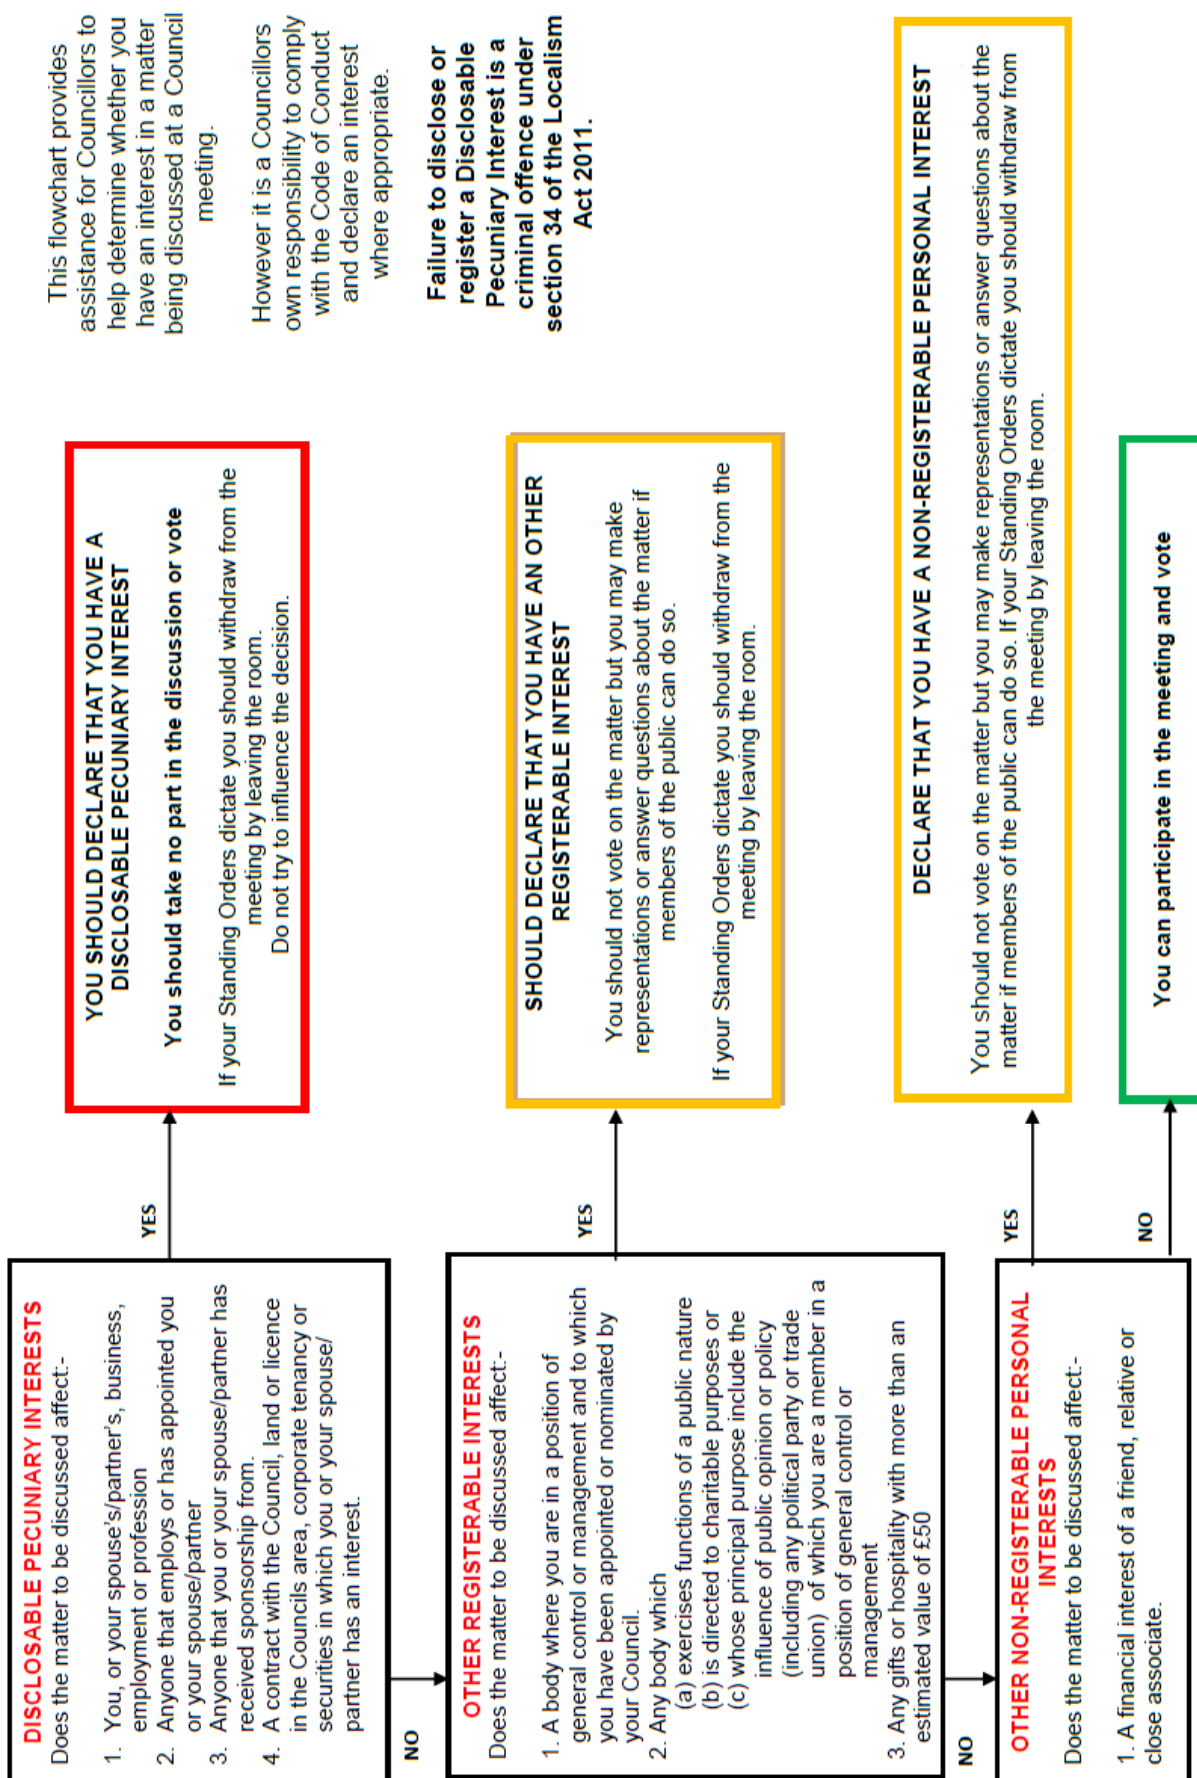 DISCLOSABLE PECUNIARY INTERESTS
Does the matter to be discussed affect:-
1. You, or your spouse's/partner's, business,
employment or profession
2. Anyone that employs or has appointed you
or your spouse/partner
3. Anyone that you or your spouse/partner has
received sponsorship from.
4. A contract with the Council, land or licence
in the Councils area, corporate tenancy or
securities in which you or your spouse/
partner has an interest.
YES
YOU SHOULD DECLARE THAT YOU HAVE A
DISCLOSABLE PECUNIARY INTEREST
You should take no part in the discussion or vote
If your Standing Orders dictate you should withdraw from the
meeting by leaving the room.
Do not try to influence the decision.
This flowchart provides
assistance for Councillors to
help determine whether you
have an interest in a matter
being discussed at a Council
meeting.
However it is a Councillors
own responsibility to comply
with the Code of Conduct
and declare an interest
where appropriate.
Failure to disclose or
register a Disclosable
Pecuniary Interest is a
criminal offence under
section 34 of the Localism
Act 2011.
NO
OTHER REGISTERABLE INTERESTS
Does the matter to be discussed affect:-
1. A body where you are in a position of
general control or management and to which
you have been appointed or nominated by
your Council.
2. Any body which
(a) exercises functions of a public nature
(b) is directed to charitable purposes or
(c) whose principal purpose include the
influence of public opinion or policy
(including any political party or trade
union) of which you are a member in a
position of general control or
management
3. Any gifts or hospitality with more than an
estimated value of £50
YES
SHOULD DECLARE THAT YOU HAVE AN OTHER
REGISTERABLE INTEREST
You should not vote on the matter but you may make
representations or answer questions about the matter if
members of the public can do so.
If your Standing Orders dictate you should withdraw from the
meeting by leaving the room.
NO
OTHER NON-REGISTERABLE PERSONAL
INTERESTS
Does the matter to be discussed affect:-
1. A financial interest of a friend, relative or
close associate.
YES
DECLARE THAT YOU HAVE A NON-REGISTERABLE PERSONAL INTEREST
You should not vote on the matter but you may make representations or answer questions about the
matter if members of the public can do so. If your Standing Orders dictate you should withdraw from
the meeting by leaving the room.
NO
You can participate in the meeting and vote